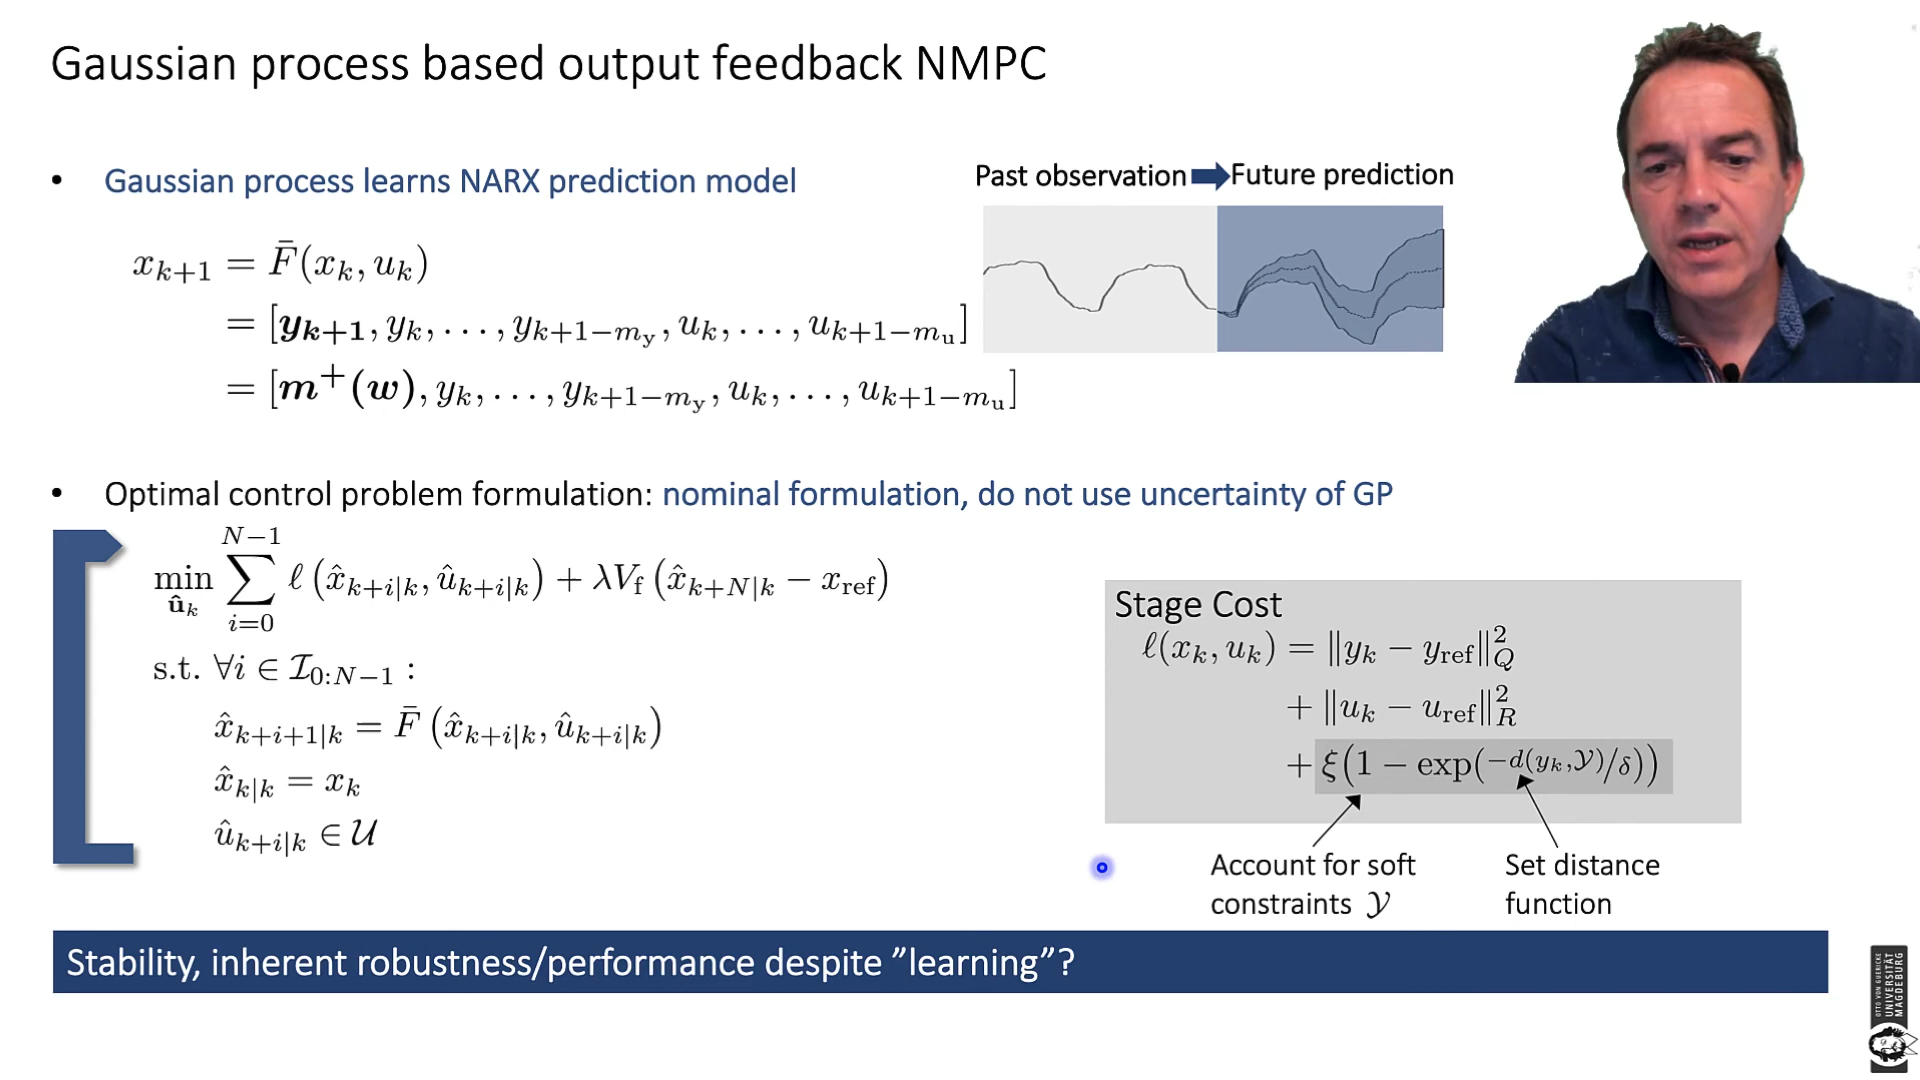 Gaussian process based output feedback NMPC
• Gaussian process learns NARX prediction model
Past observation Future prediction
x_{k+1} = F̄(x_k, u_k)
= [y_{k+1}, y_k, . . . , y_{k+1−m_y}, u_k, . . . , u_{k+1−m_u}]
= [m^+(w), y_k, . . . , y_{k+1−m_y}, u_k, . . . , u_{k+1−m_u}]
• Optimal control problem formulation: nominal formulation, do not use uncertainty of GP
min_{û_k} ∑_{i=0}^{N−1} ℓ(x̂_{k+i|k}, û_{k+i|k}) + λV_f(x̂_{k+N|k} − x_ref)
s.t. ∀i ∈ I_{0:N−1} :
x̂_{k+i+1|k} = F̄(x̂_{k+i|k}, û_{k+i|k})
x̂_{k|k} = x_k
û_{k+i|k} ∈ U
Stage Cost
ℓ(x_k, u_k) = ‖y_k − y_ref‖²_Q
+ ‖u_k − u_ref‖²_R
+ ξ(1 − exp(−d(y_k,Y)/δ))
Account for soft
constraints Y
Set distance
function
Stability, inherent robustness/performance despite ”learning”?
OTTO VON GUERICKE
UNIVERSITÄT
MAGDEBURG